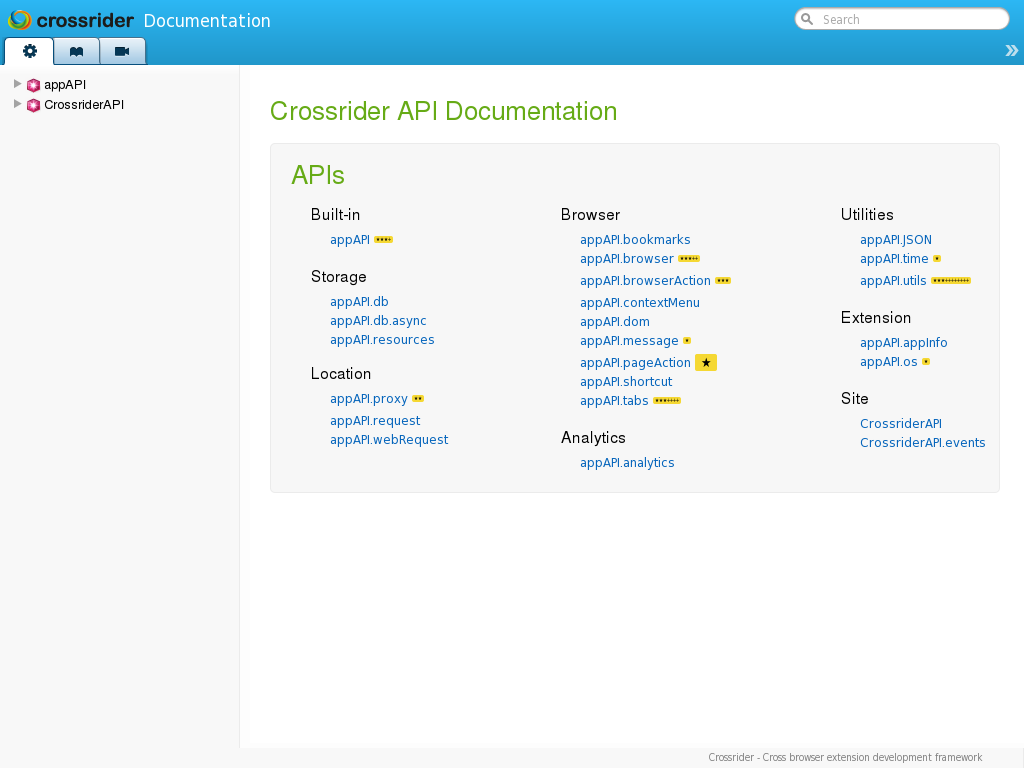 crossrider Documentation
Search
appAPI
CrossriderAPI
Crossrider API Documentation
APIs
Built-in
appAPI
Storage
appAPI.db
appAPI.db.async
appAPI.resources
Location
appAPI.proxy
appAPI.request
appAPI.webRequest
Browser
appAPI.bookmarks
appAPI.browser
appAPI.browserAction
appAPI.contextMenu
appAPI.dom
appAPI.message
appAPI.pageAction ★
appAPI.shortcut
appAPI.tabs
Analytics
appAPI.analytics
Utilities
appAPI.JSON
appAPI.time
appAPI.utils
Extension
appAPI.appInfo
appAPI.os
Site
CrossriderAPI
CrossriderAPI.events
Crossrider - Cross browser extension development framework